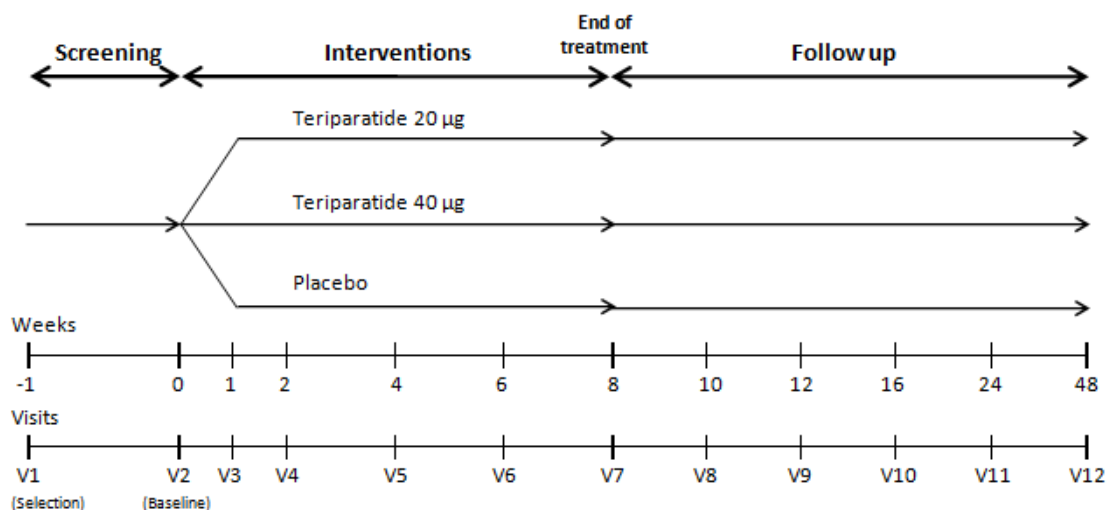 End of
treatment
Screening Interventions Follow up
Teriparatide 20 µg
Teriparatide 40 µg
Placebo
Weeks
-1 0 1 2 4 6 8 10 12 16 24 48
Visits
V1 V2 V3 V4 V5 V6 V7 V8 V9 V10 V11 V12
(Selection) (Baseline)